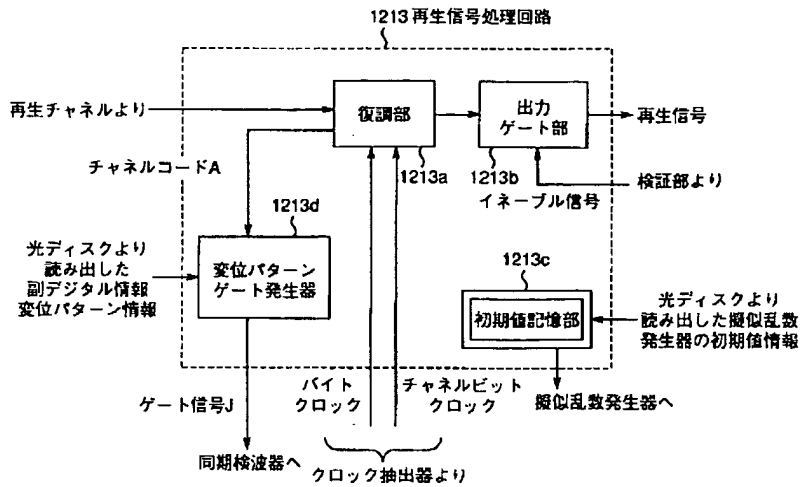 1213 再生信号処理回路
再生チャネルより
復調部
出力
ゲート部
再生信号
チャネルコードA
1213a
1213b
検証部より
イネーブル信号
1213d
光ディスクより
読み出した
副デジタル情報
変位パターン情報
変位パターン
ゲート発生器
1213c
初期値記憶部
光ディスクより
読み出した擬似乱数
発生器の初期値情報
ゲート信号J
バイト
クロック
チャネルビット
クロック
擬似乱数発生器へ
同期検波器へ
クロック抽出器より